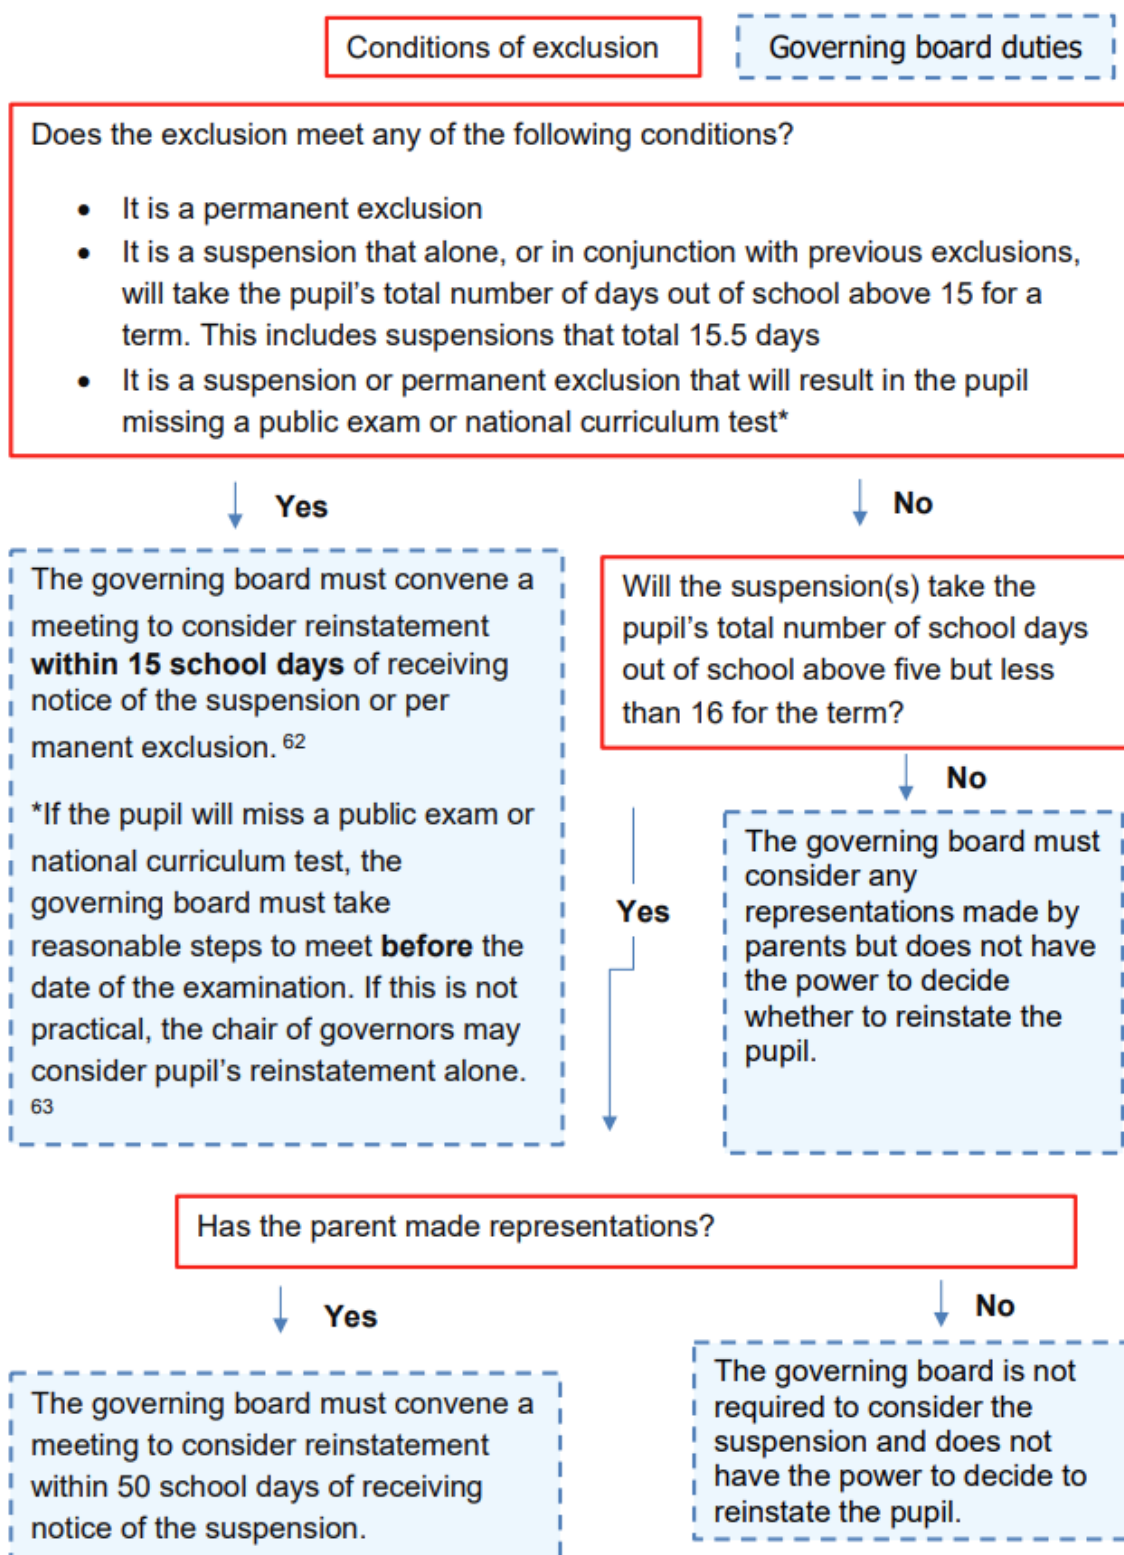 Conditions of exclusion
Governing board duties
Does the exclusion meet any of the following conditions?
• It is a permanent exclusion
• It is a suspension that alone, or in conjunction with previous exclusions,
will take the pupil’s total number of days out of school above 15 for a
term. This includes suspensions that total 15.5 days
• It is a suspension or permanent exclusion that will result in the pupil
missing a public exam or national curriculum test*
Yes
No
The governing board must convene a
meeting to consider reinstatement
within 15 school days of receiving
notice of the suspension or per
manent exclusion. 62
*If the pupil will miss a public exam or
national curriculum test, the
governing board must take
reasonable steps to meet before the
date of the examination. If this is not
practical, the chair of governors may
consider pupil’s reinstatement alone.
63
Will the suspension(s) take the
pupil’s total number of school days
out of school above five but less
than 16 for the term?
No
Yes
The governing board must
consider any
representations made by
parents but does not have
the power to decide
whether to reinstate the
pupil.
Has the parent made representations?
Yes
No
The governing board must convene a
meeting to consider reinstatement
within 50 school days of receiving
notice of the suspension.
The governing board is not
required to consider the
suspension and does not
have the power to decide to
reinstate the pupil.